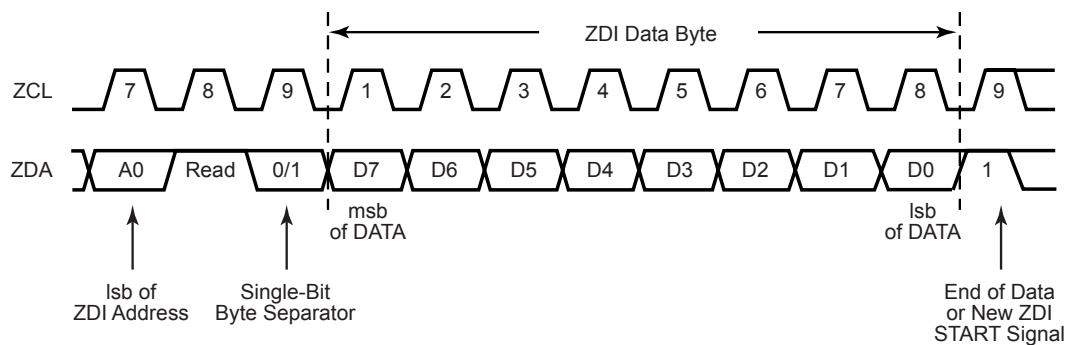 ZDI Data Byte
ZCL 7 8 9 1 2 3 4 5 6 7 8 9
ZDA A0 Read 0/1 D7 D6 D5 D4 D3 D2 D1 D0 1
msb
of DATA
lsb
of DATA
lsb of
ZDI Address
Single-Bit
Byte Separator
End of Data
or New ZDI
START Signal